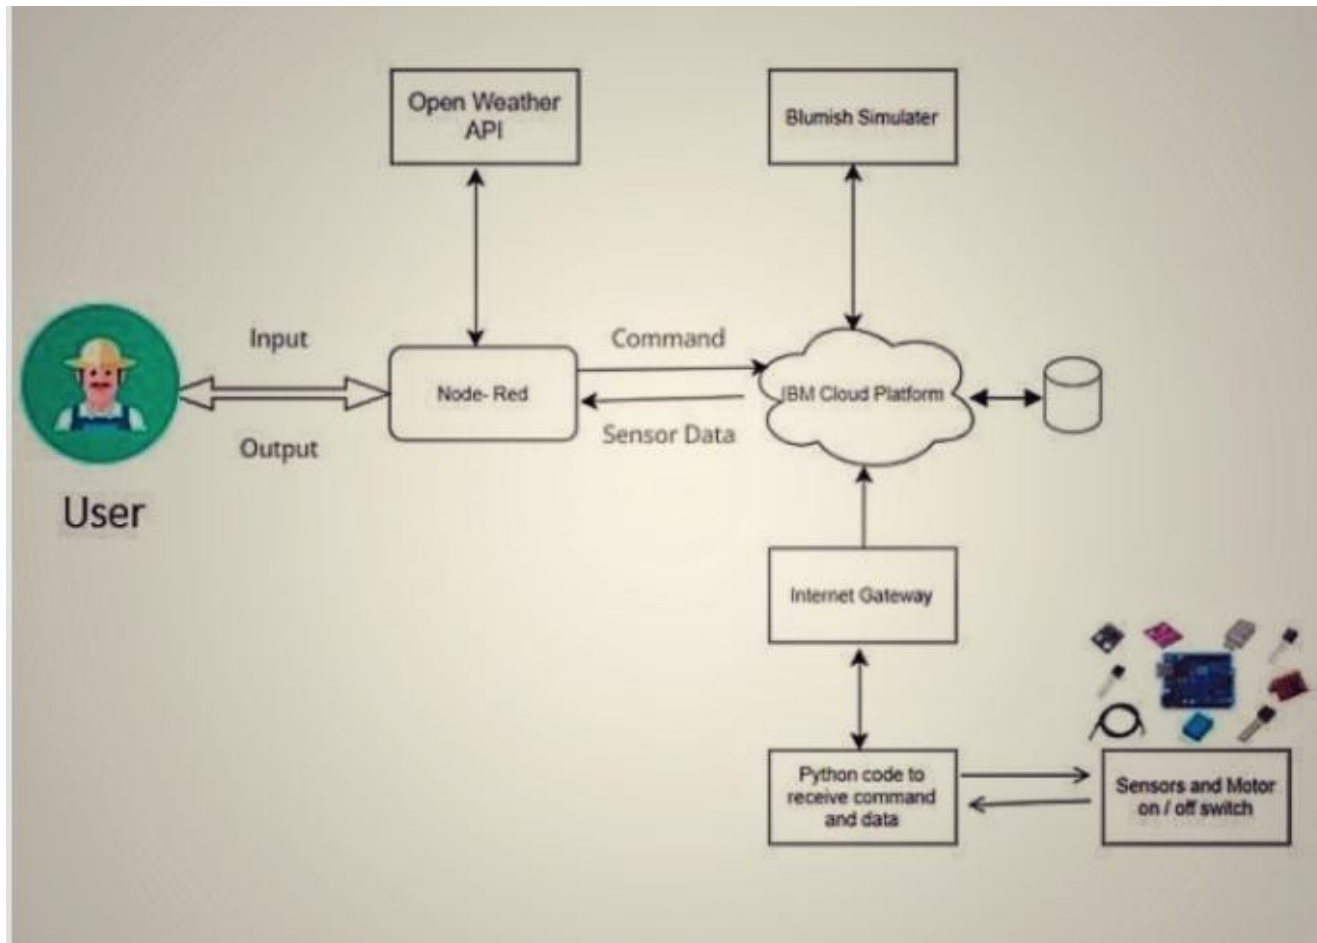 Open Weather
API
Blumish Simulater
Input
Command
Node- Red
IBM Cloud Platform
Output
Sensor Data
User
Internet Gateway
Python code to
receive command
and data
Sensors and Motor
on / off switch